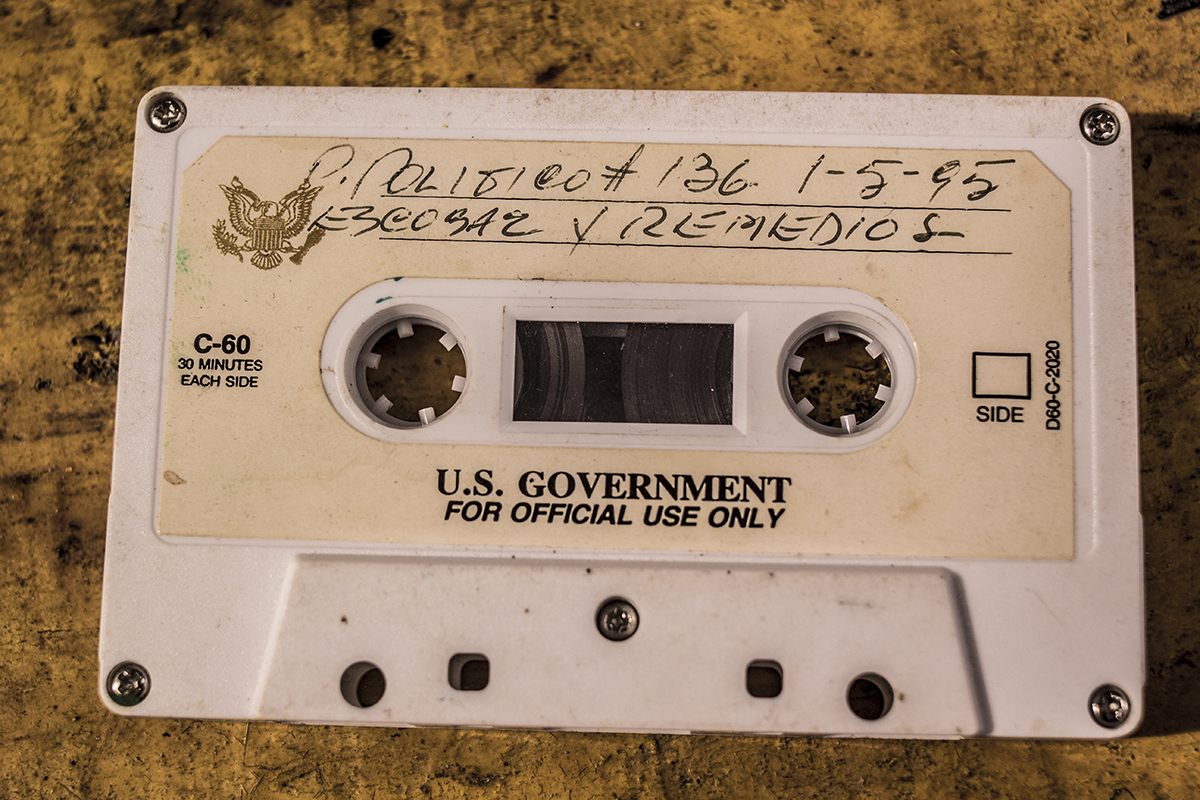 P. POLITICO # 136 1-5-95
ESCOBAR Y REMEDIOS
C-60
30 MINUTES
EACH SIDE
SIDE
D60-C-2020
U.S. GOVERNMENT
FOR OFFICIAL USE ONLY